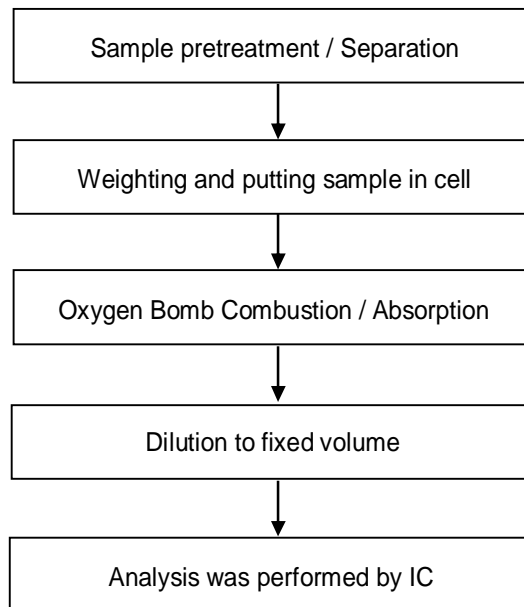 Sample pretreatment / Separation
Weighting and putting sample in cell
Oxygen Bomb Combustion / Absorption
Dilution to fixed volume
Analysis was performed by IC